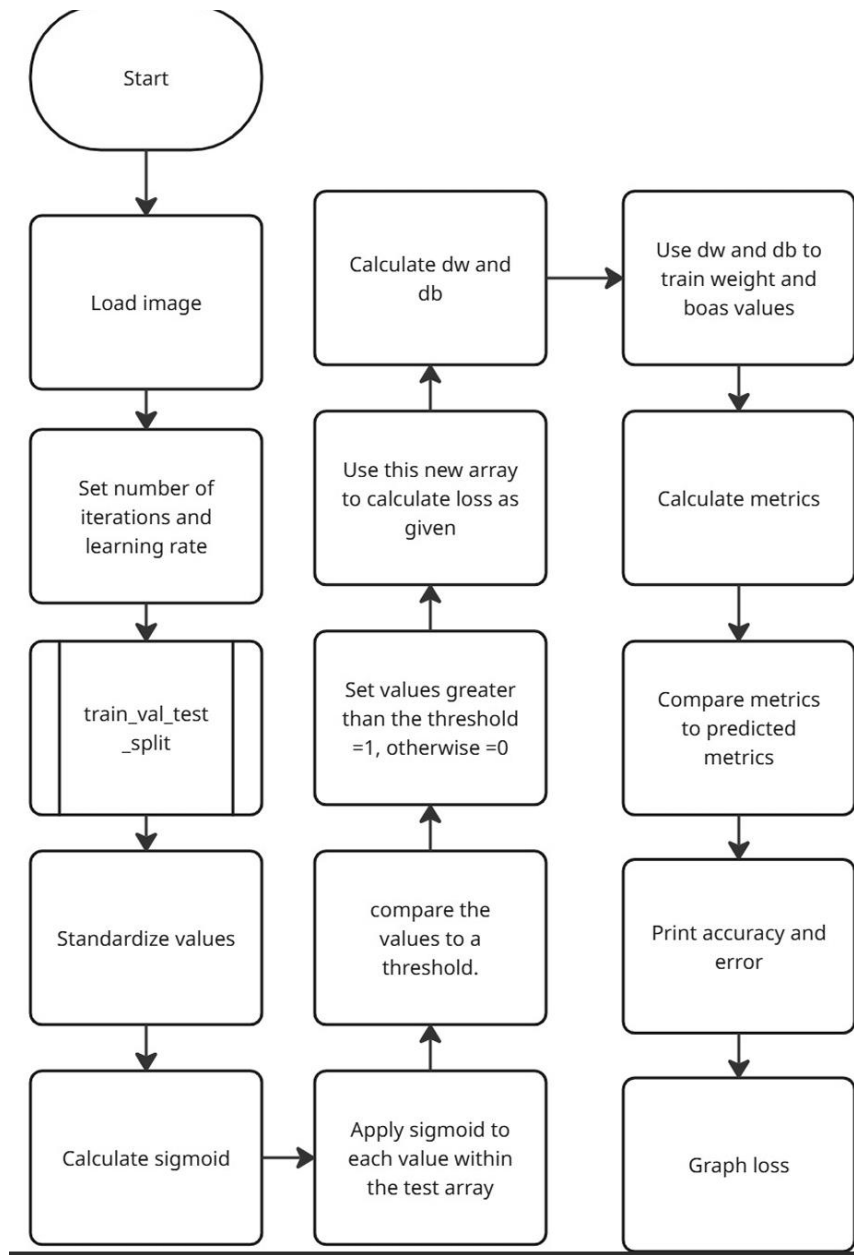 Start
Load image
Set number of
iterations and
learning rate
train_val_test
_split
Standardize values
Calculate sigmoid
Apply sigmoid to
each value within
the test array
compare the
values to a
threshold.
Set values greater
than the threshold
=1, otherwise =0
Use this new array
to calculate loss as
given
Calculate dw and
db
Use dw and db to
train weight and
boas values
Calculate metrics
Compare metrics
to predicted
metrics
Print accuracy and
error
Graph loss